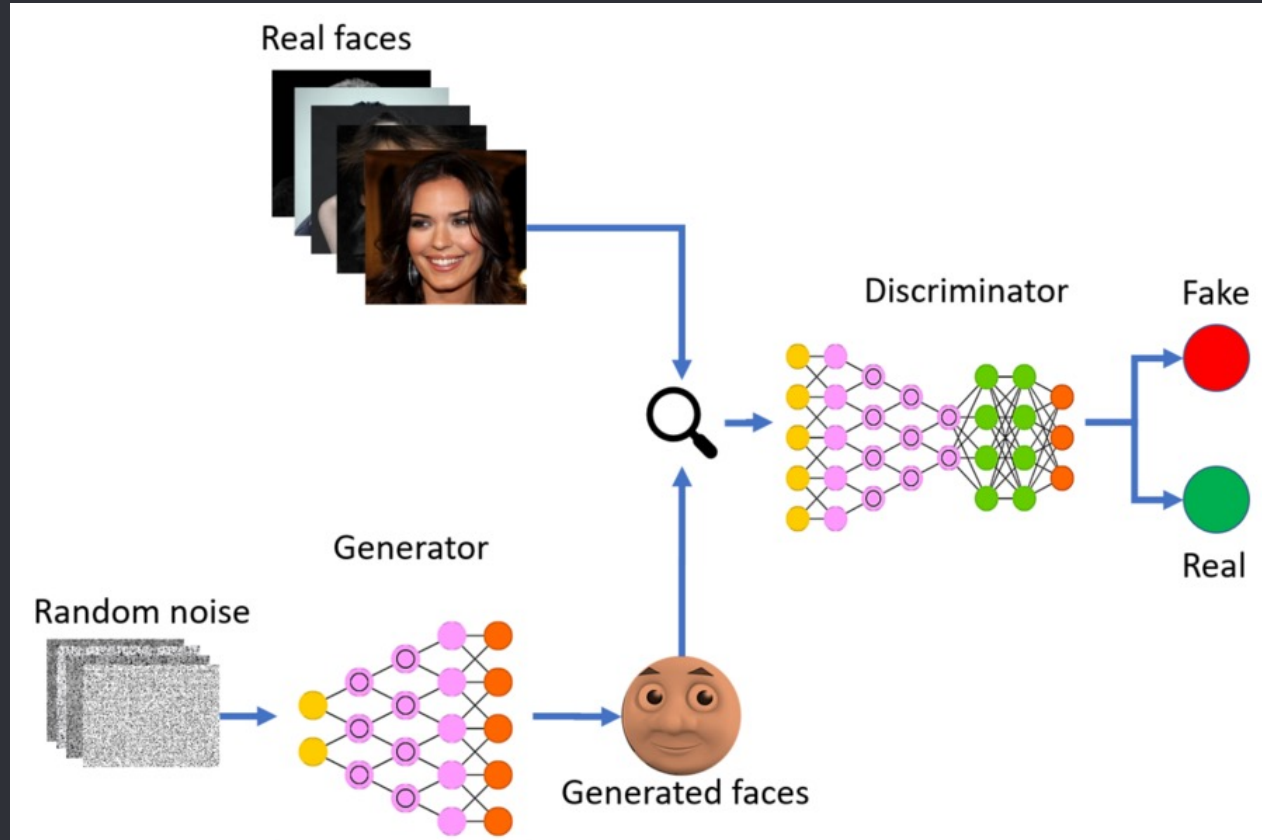 Real faces
Discriminator
Fake
Real
Generator
Random noise
Generated faces